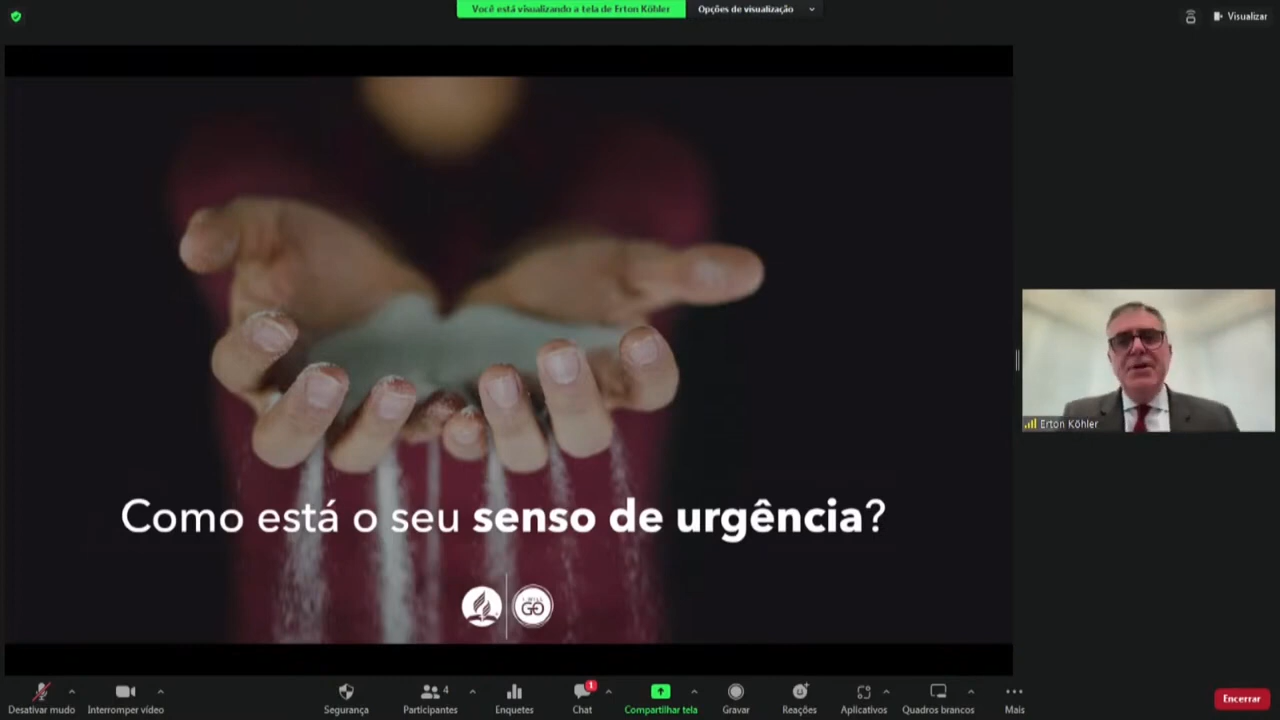 Você está visualizando a tela de Erton Köhler
Opções de visualização
Visualizar
Erton Köhler
Como está o seu senso de urgência?
I WILL
GO
Desativar mudo
Interromper vídeo
Segurança
4
Participantes
Enquetes
1
Chat
Compartilhar tela
Gravar
Reações
Aplicativos
Quadros brancos
Mais
Encerrar